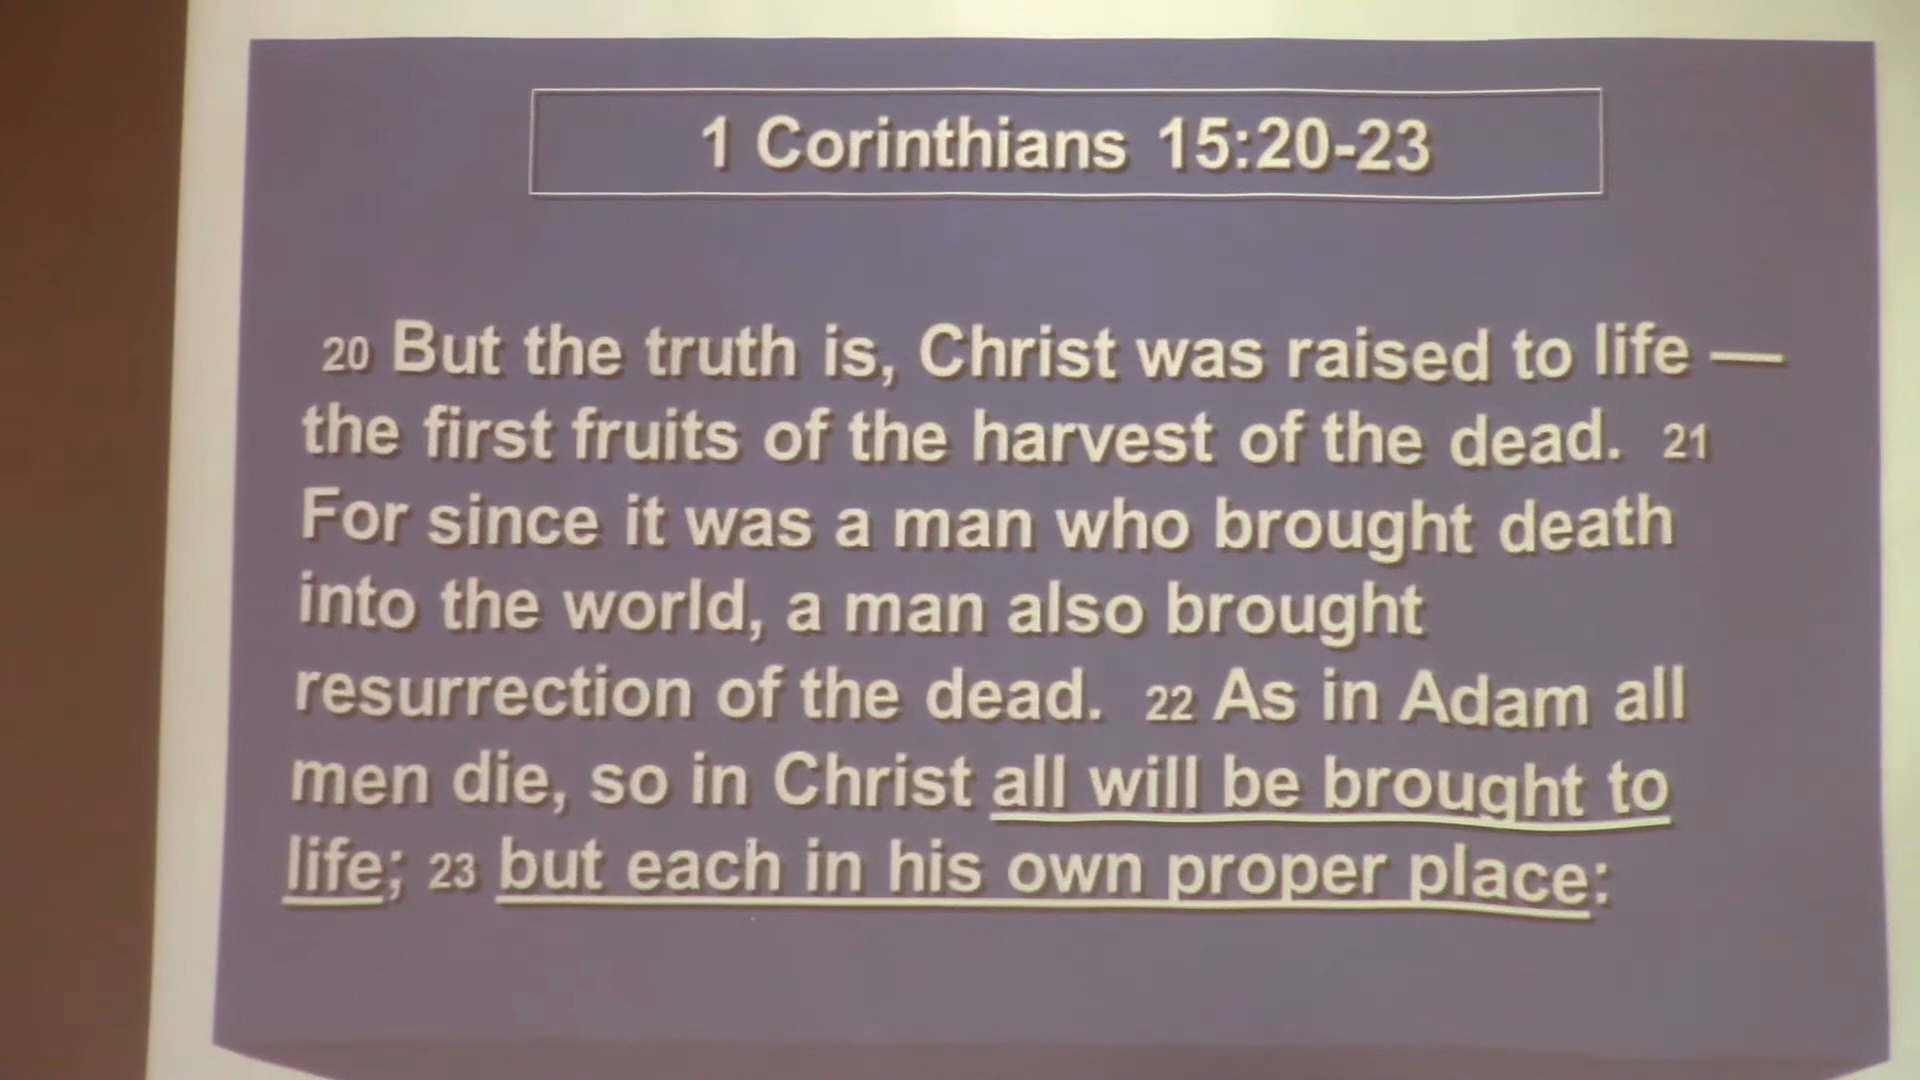 1 Corinthians 15:20-23
20 But the truth is, Christ was raised to life —
the first fruits of the harvest of the dead. 21
For since it was a man who brought death
into the world, a man also brought
resurrection of the dead. 22 As in Adam all
men die, so in Christ all will be brought to
life; 23 but each in his own proper place: